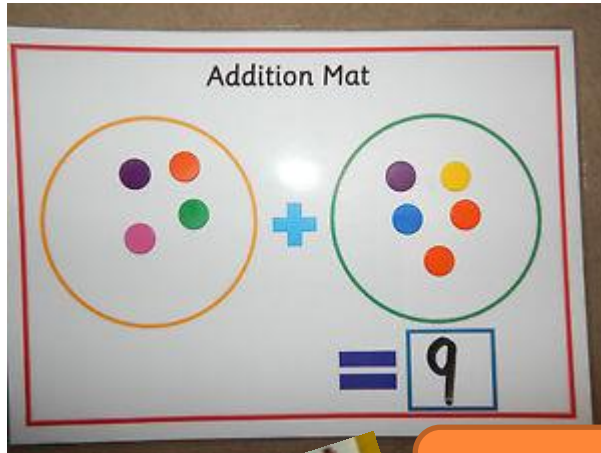 Addition Mat
+
= 9